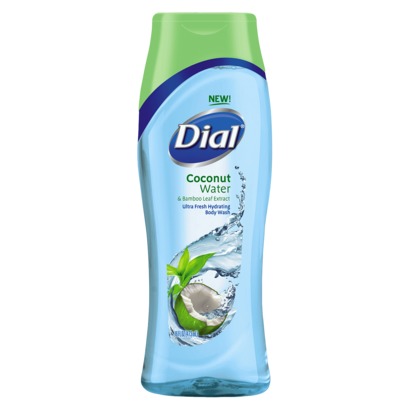 NEW!
Dial
Coconut
Water
& Bamboo Leaf Extract
Ultra Fresh Hydrating
Body Wash